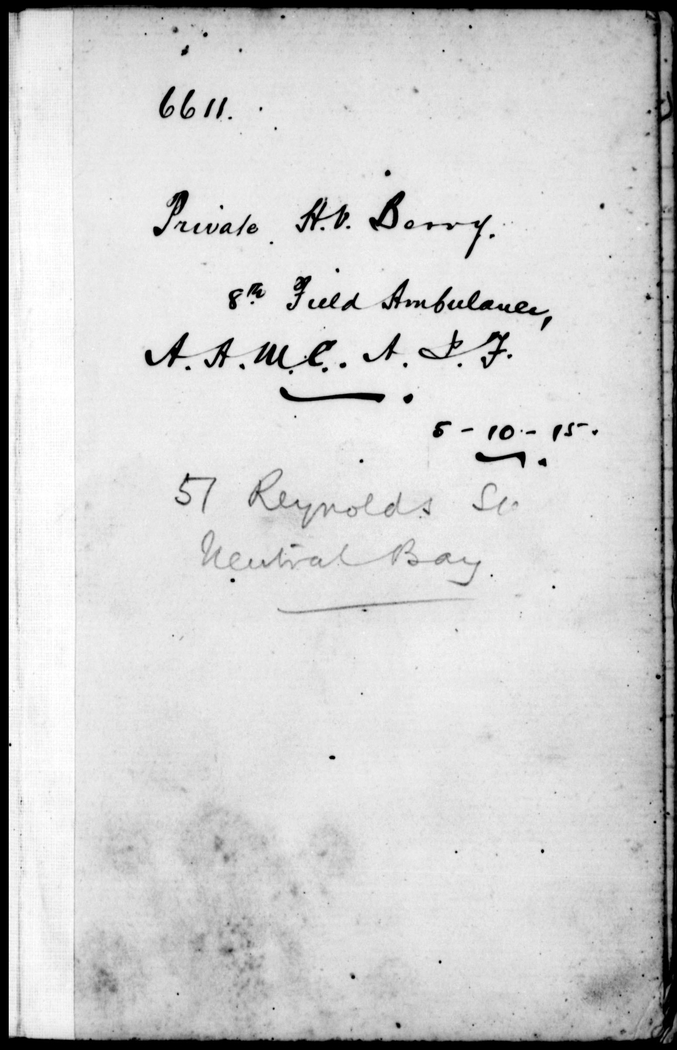 6611.
Private H.V. Berry.
8th Field Ambulance,
A.A.M.C. A.I.F.
5-10-15.
57 Reynolds St
Neutral Bay